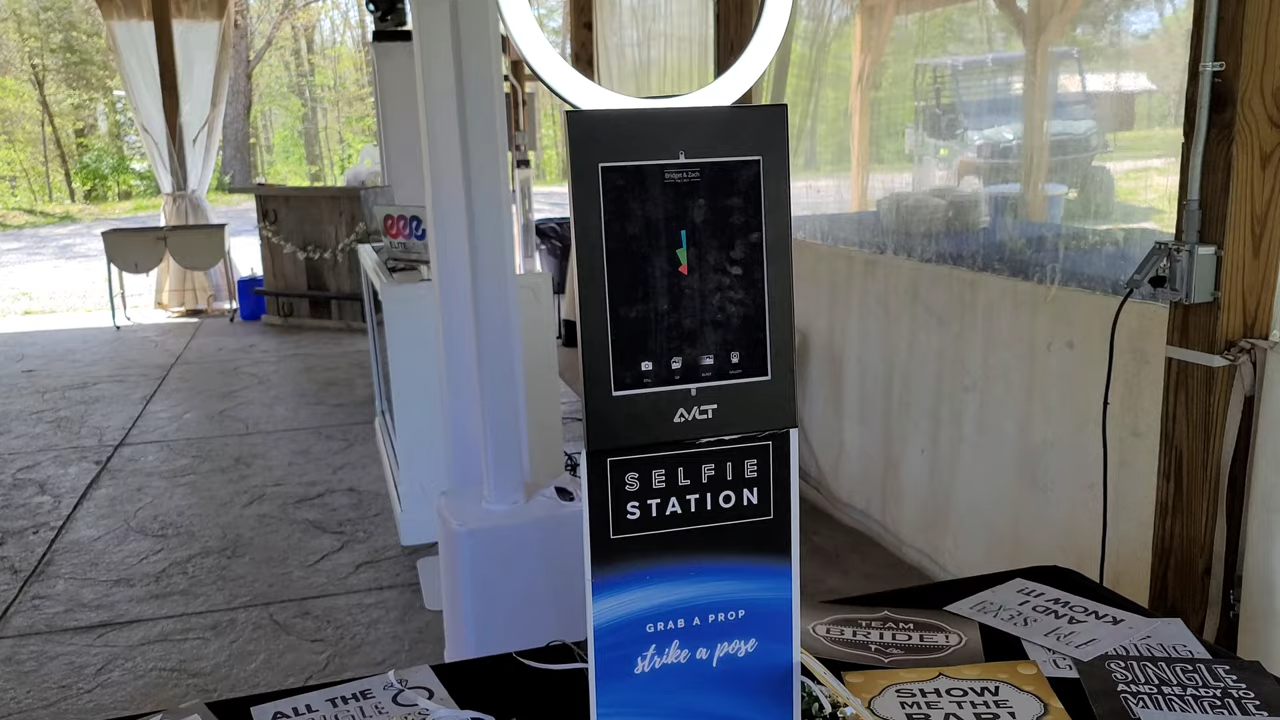 Bridget & Zach
ELITE
AVLT
SELFIE
STATION
GRAB A PROP
strike a pose
TEAM
BRIDE!
I'M SEXY
AND I
KNOW IT!
SINGLE
AND READY TO
MINGLE
SHOW
ME THE
BAR!
ALL THE